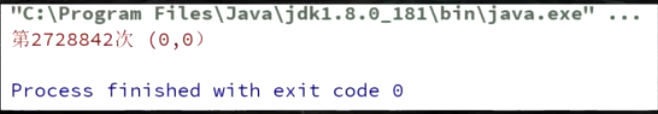 "C:\Program Files\Java\jdk1.8.0_181\bin\java.exe" ...
第2728842次 (0,0）
Process finished with exit code 0